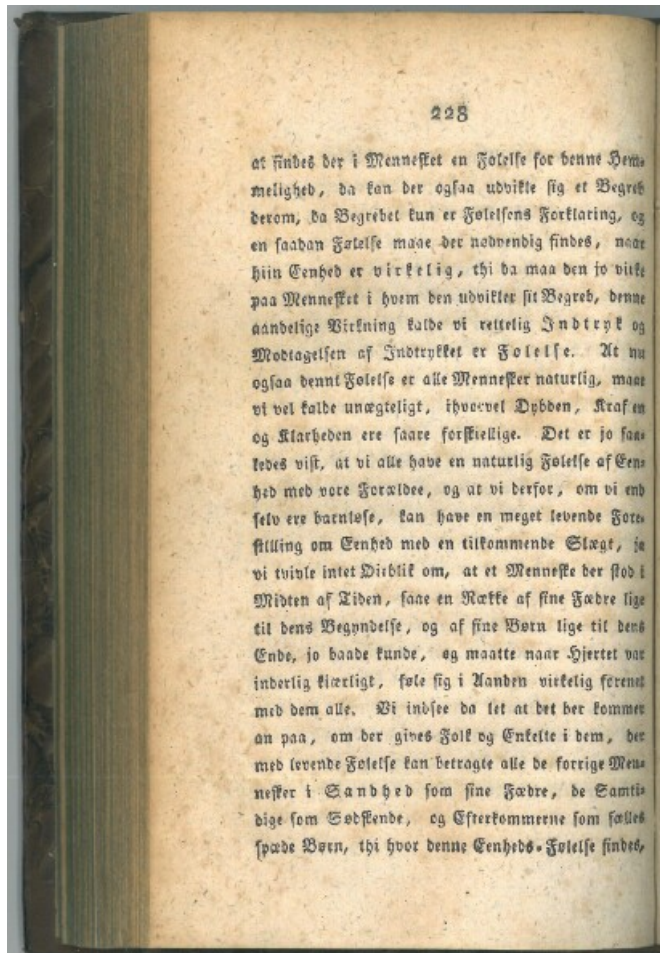 228
at findes der i Mennesket en Følelse for denne Hem-
melighed, da kan der ogsaa udvikle sig et Begreb
derom, da Begrebet kun er Følelsens Forklaring, og
en saadan Følelse maae der nødvendig findes, naar
hiin Eenhed er virkelig, thi da maa den jo virke
paa Mennesket i hvem den udvikler sit Begreb, denne
aandelige Virkning kalde vi rettelig Indtryk og
Modtagelsen af Indtrykket er Følelse. At nu
ogsaa denne Følelse er alle Mennesker naturlig, maae
vi vel kalde unægteligt, ihvorvel Dybden, Krafen
og Klarheden ere saare forskiellige. Det er jo saa-
ledes vist, at vi alle have en naturlig Følelse af Een-
hed med vore Forældee, og at vi derfor, om vi end
selv ere barnløse, kan have en meget levende Fore-
stilling om Eenhed med en tilkommende Slægt, ja
vi tvivle intet Øieblik om, at et Menneske der stod i
Midten af Tiden, saae en Række af sine Fædre lige
til dens Begyndelse, og af sine Børn lige til dens
Ende, jo baade kunde, og maatte naar Hjertet var
inderlig kiærligt, føle sig i Aanden virkelig forenet
med dem alle. Vi indsee da let at det her kommer
an paa, om der gives Folk og Enkelte i dem, der
med levende Følelse kan betragte alle de forrige Men-
nesker i Sandhed som sine Fædre, de Samti-
dige som Sødskende, og Efterkommerne som fælles
spæde Børn, thi hvor denne Eenheds-Følelse findes,